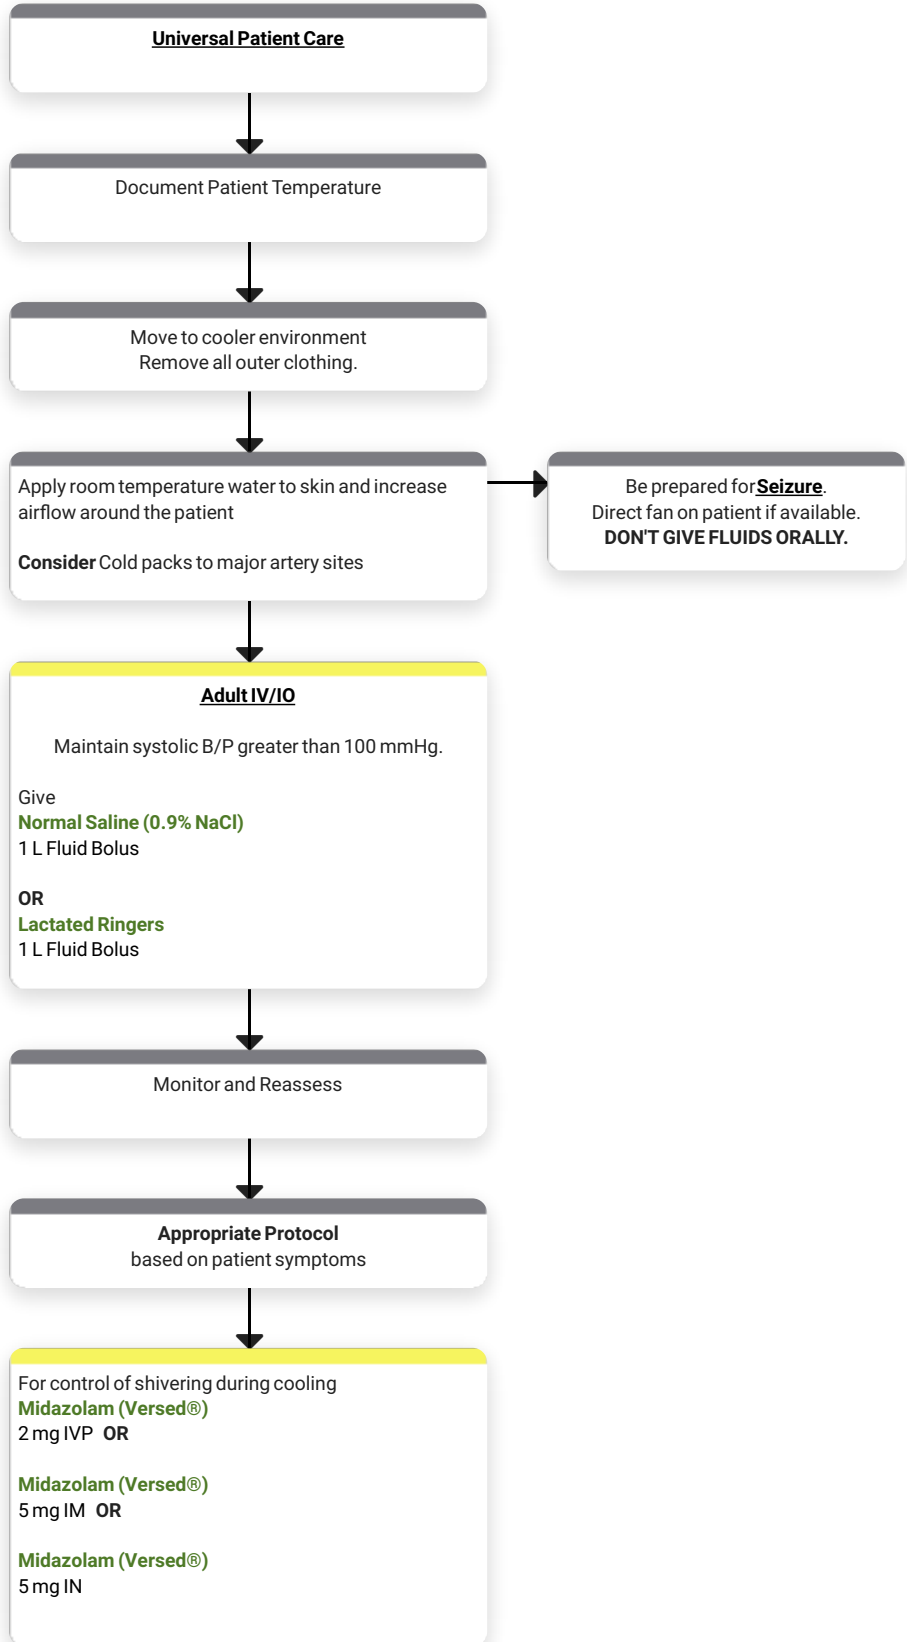 Universal Patient Care
Document Patient Temperature
Move to cooler environment
Remove all outer clothing.
Apply room temperature water to skin and increase
airflow around the patient
Consider Cold packs to major artery sites
Be prepared for Seizure.
Direct fan on patient if available.
DON'T GIVE FLUIDS ORALLY.
Adult IV/IO
Maintain systolic B/P greater than 100 mmHg.
Give
Normal Saline (0.9% NaCl)
1 L Fluid Bolus
OR
Lactated Ringers
1 L Fluid Bolus
Monitor and Reassess
Appropriate Protocol
based on patient symptoms
For control of shivering during cooling
Midazolam (Versed®)
2 mg IVP OR
Midazolam (Versed®)
5 mg IM OR
Midazolam (Versed®)
5 mg IN